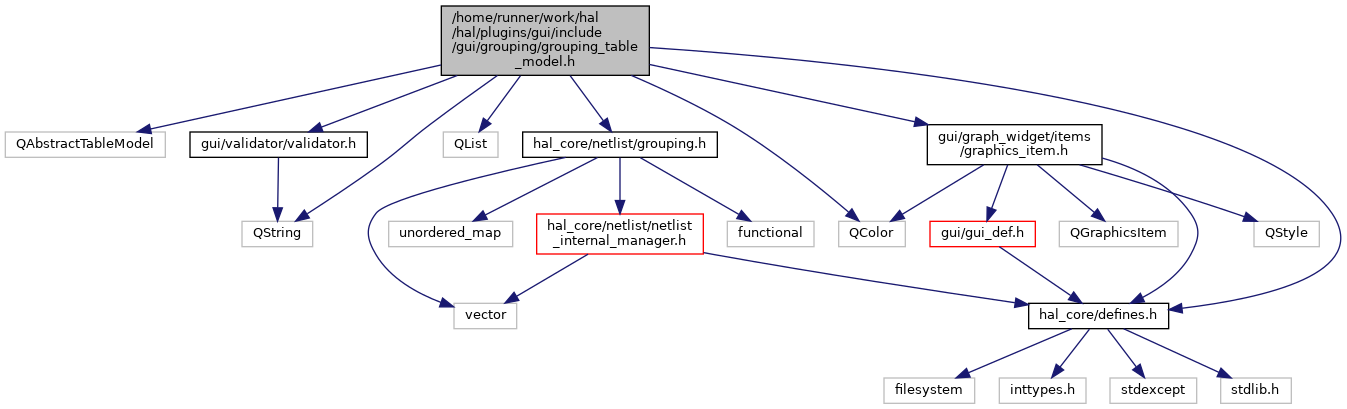 /home/runner/work/hal
/hal/plugins/gui/include
/gui/grouping/grouping_table
_model.h
QAbstractTableModel
gui/validator/validator.h
QList
hal_core/netlist/grouping.h
gui/graph_widget/items
/graphics_item.h
QString
unordered_map
hal_core/netlist/netlist
_internal_manager.h
functional
QColor
gui/gui_def.h
QGraphicsItem
QStyle
vector
hal_core/defines.h
filesystem
inttypes.h
stdexcept
stdlib.h